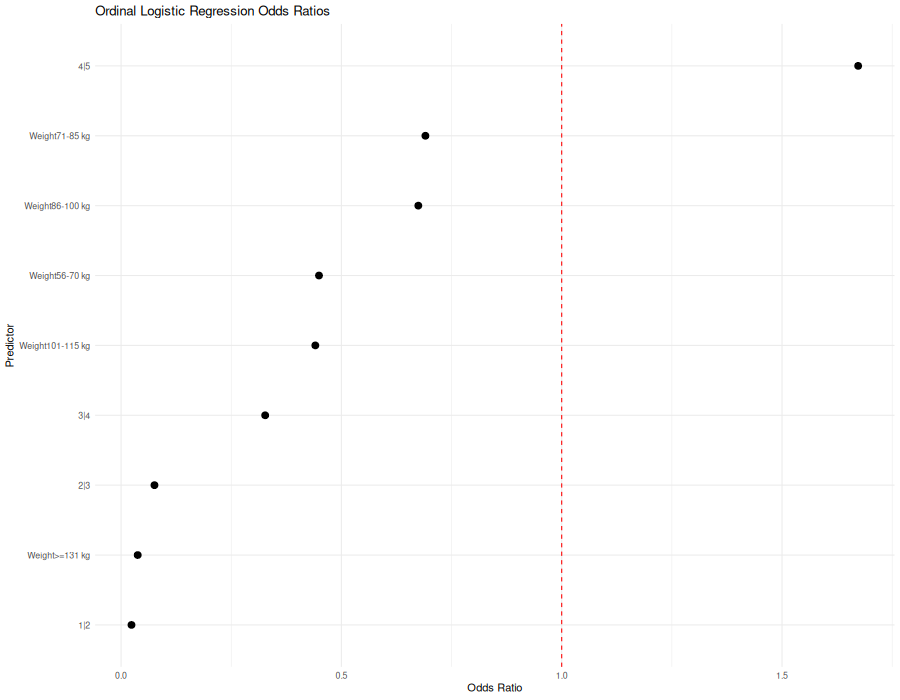 Ordinal Logistic Regression Odds Ratios
4|5
Weight71-85 kg
Weight86-100 kg
Weight56-70 kg
Weight101-115 kg
3|4
2|3
Weight>=131 kg
1|2
Predictor
0.0 0.5 1.0 1.5
Odds Ratio